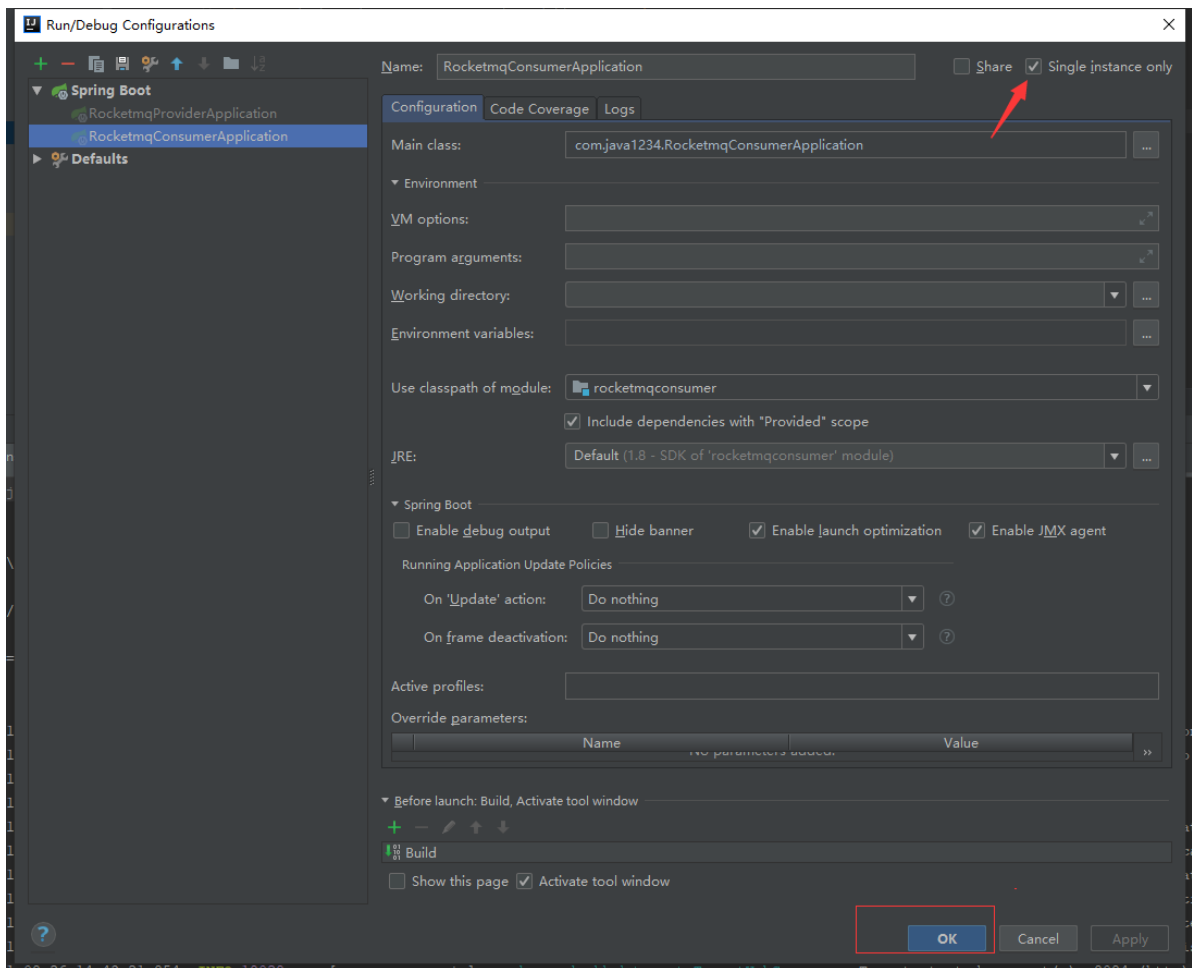 Run/Debug Configurations
Name: RocketmqConsumerApplication Share Single instance only
Spring Boot
RocketmqProviderApplication
RocketmqConsumerApplication
Defaults
Configuration Code Coverage Logs
Main class: com.java1234.RocketmqConsumerApplication ...
Environment
VM options:
Program arguments:
Working directory: ...
Environment variables: ...
Use classpath of module: rocketmqconsumer
Include dependencies with "Provided" scope
JRE: Default (1.8 - SDK of 'rocketmqconsumer' module) ...
Spring Boot
Enable debug output Hide banner Enable launch optimization Enable JMX agent
Running Application Update Policies
On 'Update' action: Do nothing ?
On frame deactivation: Do nothing ?
Active profiles:
Override parameters:
Name Value
No parameters added. »
Before launch: Build, Activate tool window
Build
Show this page Activate tool window
? OK Cancel Apply